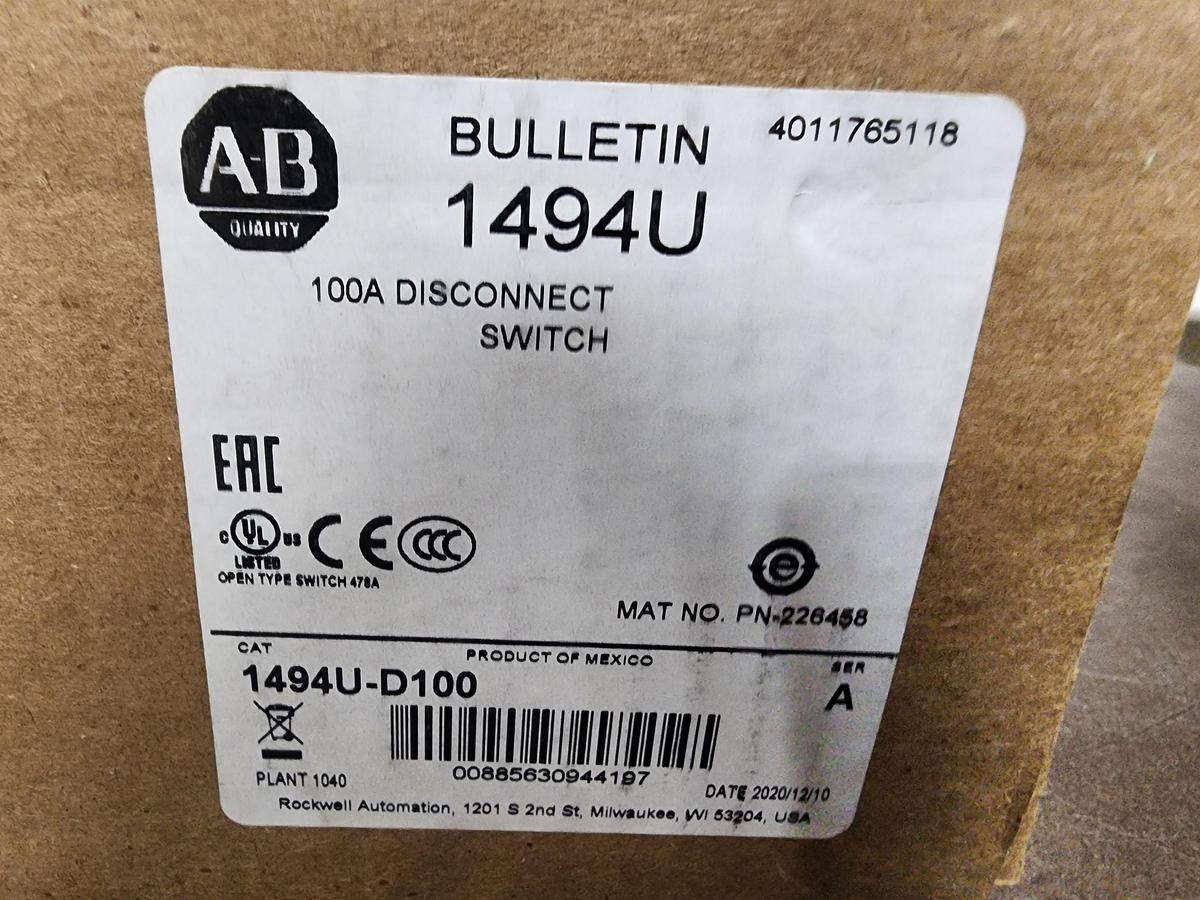 A-B
QUALITY
BULLETIN
4011765118
1494U
100A DISCONNECT
SWITCH
EAC
C UL US CE CCC
LISTED
OPEN TYPE SWITCH 478A
e
MAT NO. PN-226458
CAT
PRODUCT OF MEXICO
SER
1494U-D100
A
00885630944197
PLANT 1040
DATE 2020/12/10
Rockwell Automation, 1201 S 2nd St, Milwaukee, WI 53204, USA